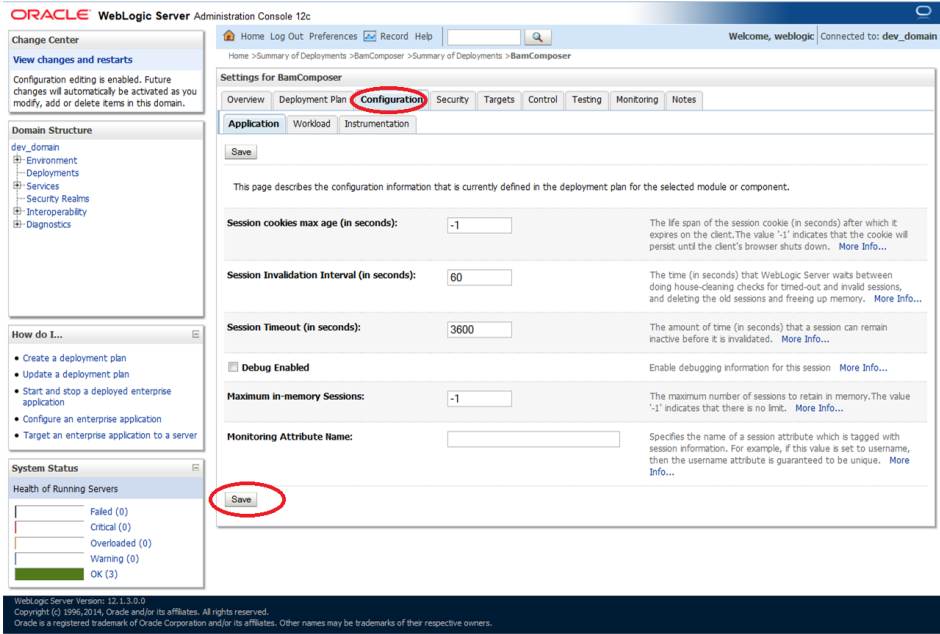 ORACLE WebLogic Server Administration Console 12c
Change Center
View changes and restarts
Configuration editing is enabled. Future
changes will automatically be activated as you
modify, add or delete items in this domain.
Domain Structure
dev_domain
Environment
Deployments
Services
Security Realms
Interoperability
Diagnostics
How do I...
Create a deployment plan
Update a deployment plan
Start and stop a deployed enterprise
application
Configure an enterprise application
Target an enterprise application to a server
System Status
Health of Running Servers
Failed (0)
Critical (0)
Overloaded (0)
Warning (0)
OK (3)
Home Log Out Preferences Record Help
Welcome, weblogic Connected to: dev_domain
Home >Summary of Deployments >BamComposer >Summary of Deployments >BamComposer
Settings for BamComposer
Overview Deployment Plan Configuration Security Targets Control Testing Monitoring Notes
Application Workload Instrumentation
Save
This page describes the configuration information that is currently defined in the deployment plan for the selected module or component.
Session cookies max age (in seconds):
-1
The life span of the session cookie (in seconds) after which it
expires on the client.The value '-1' indicates that the cookie will
persist until the client's browser shuts down. More Info...
Session Invalidation Interval (in seconds):
60
The time (in seconds) that WebLogic Server waits between
doing house-cleaning checks for timed-out and invalid sessions,
and deleting the old sessions and freeing up memory. More Info...
Session Timeout (in seconds):
3600
The amount of time (in seconds) that a session can remain
inactive before it is invalidated. More Info...
Debug Enabled
Enable debugging information for this session More Info...
Maximum in-memory Sessions:
-1
The maximum number of sessions to retain in memory.The value
'-1' indicates that there is no limit. More Info...
Monitoring Attribute Name:
Specifies the name of a session attribute which is tagged with
session information. For example, if this value is set to username,
then the username attribute is guaranteed to be unique. More
Info...
Save
WebLogic Server Version: 12.1.3.0.0
Copyright (c) 1996,2014, Oracle and/or its affiliates. All rights reserved.
Oracle is a registered trademark of Oracle Corporation and/or its affiliates. Other names may be trademarks of their respective owners.